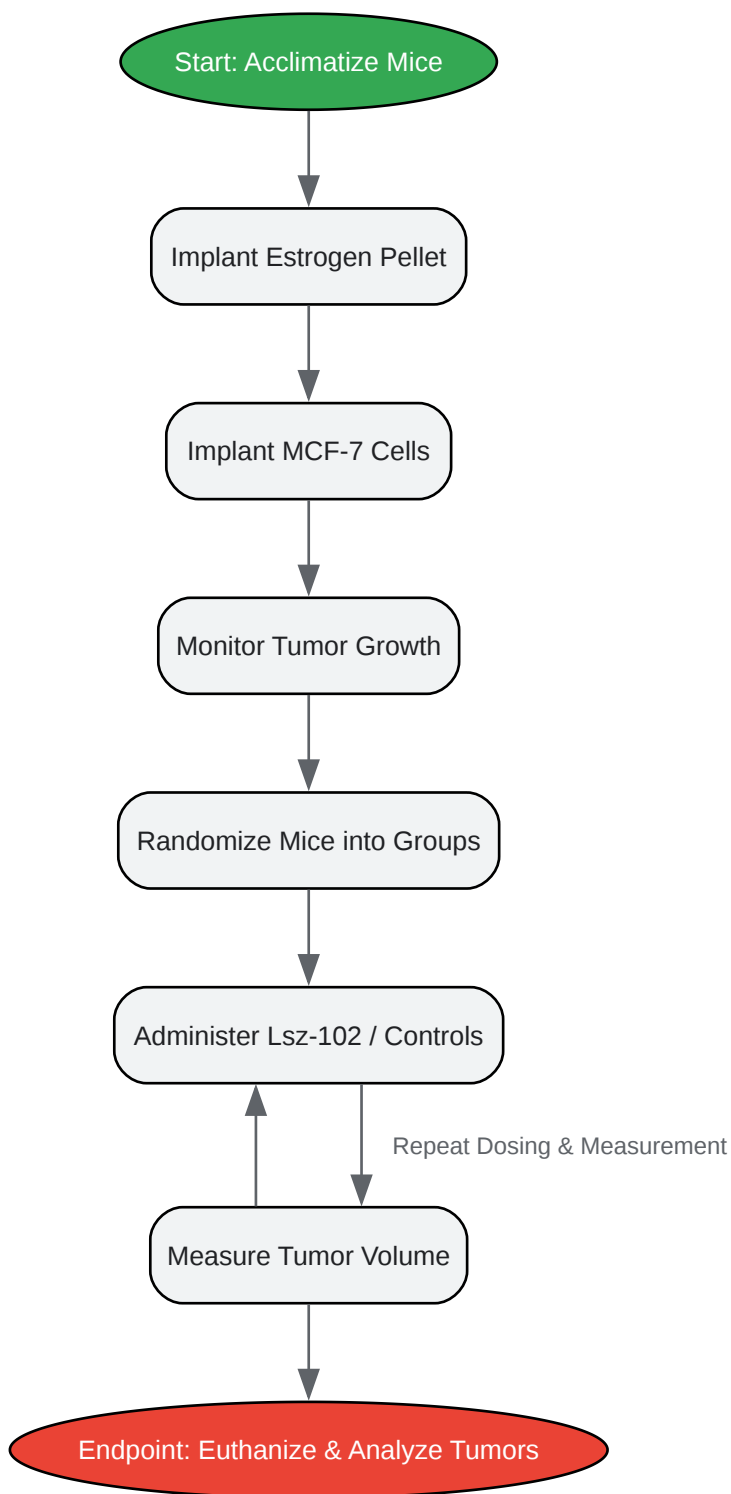 Start: Acclimatize Mice
Implant Estrogen Pellet
Implant MCF-7 Cells
Monitor Tumor Growth
Randomize Mice into Groups
Administer Lsz-102 / Controls
Repeat Dosing & Measurement
Measure Tumor Volume
Endpoint: Euthanize & Analyze Tumors